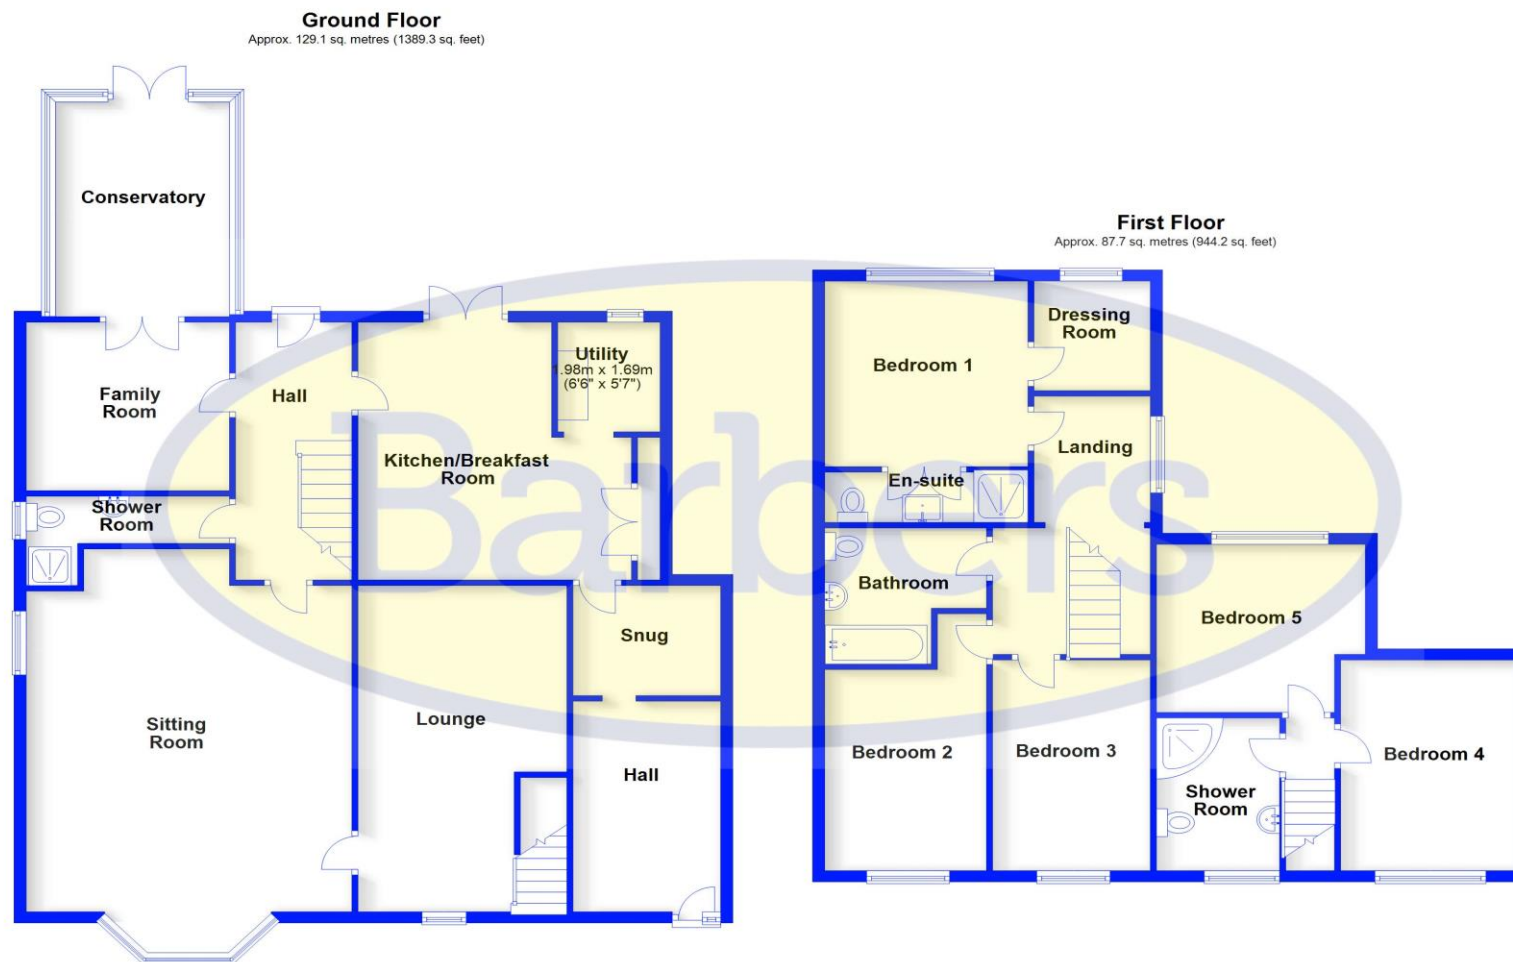 Ground Floor
Approx. 129.1 sq. metres (1389.3 sq. feet)
Conservatory
Family
Room
Hall
Utility
1.98m x 1.69m
(6'6" x 5'7")
Kitchen/Breakfast
Room
Shower
Room
Snug
Sitting
Room
Lounge
Hall
First Floor
Approx. 87.7 sq. metres (944.2 sq. feet)
Dressing
Room
Bedroom 1
Landing
En-suite
Bathroom
Bedroom 5
Bedroom 2
Bedroom 3
Bedroom 4
Shower
Room
Barbers